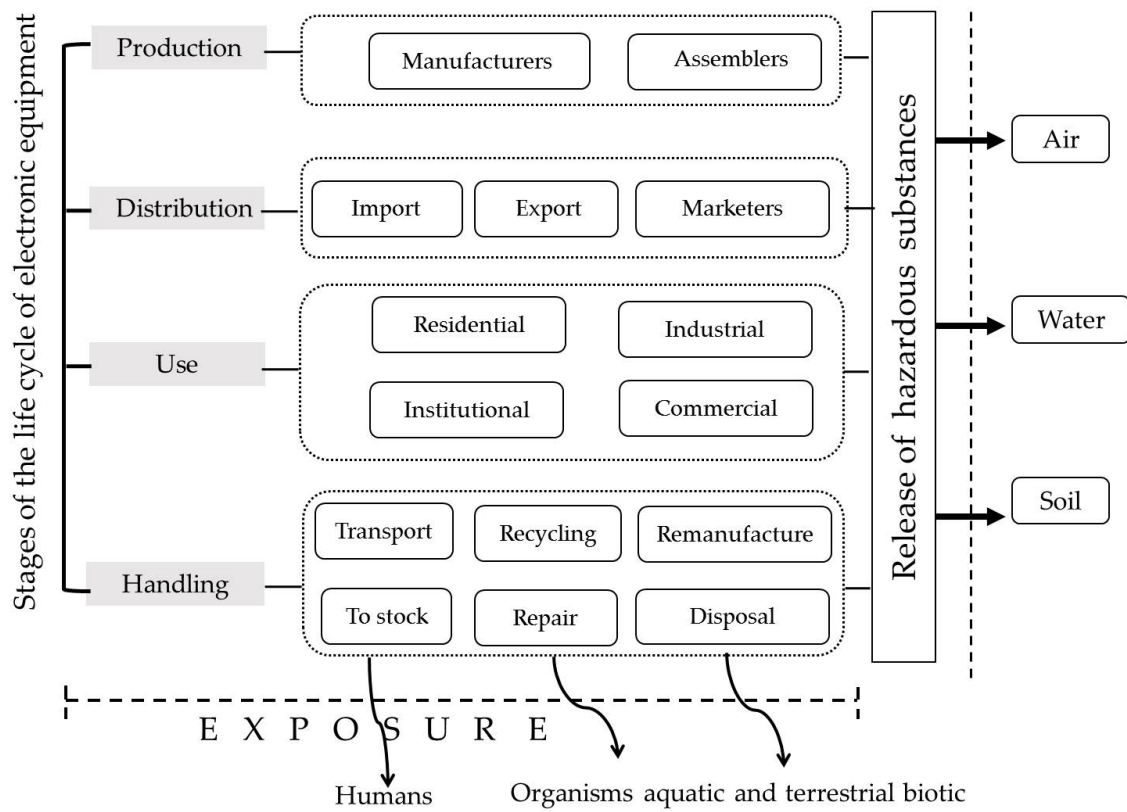 Stages of the life cycle of electronic equipment
Production
Manufacturers
Assemblers
Distribution
Import
Export
Marketers
Use
Residential
Industrial
Institutional
Commercial
Handling
Transport
Recycling
Remanufacture
To stock
Repair
Disposal
Release of hazardous substances
Air
Water
Soil
E X P O S U R E
Humans
Organisms aquatic and terrestrial biotic